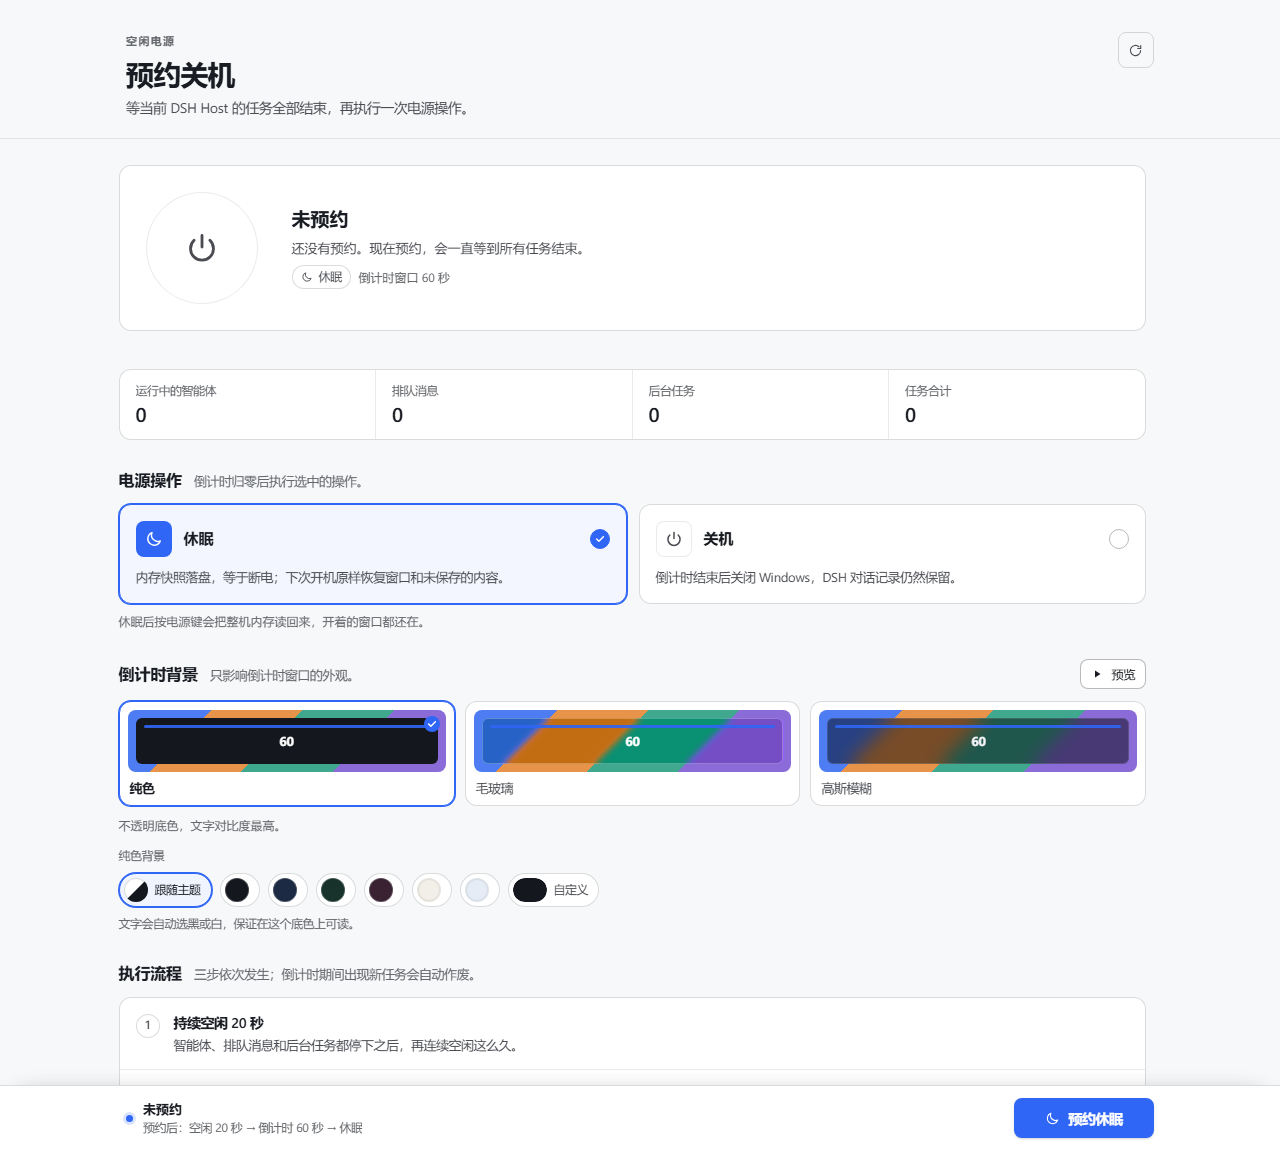 空闲电源
预约关机
等当前 DSH Host 的任务全部结束，再执行一次电源操作。
未预约
还没有预约。现在预约，会一直等到所有任务结束。
休眠 倒计时窗口 60 秒
运行中的智能体 排队消息 后台任务 任务合计
0 0 0 0
电源操作 倒计时归零后执行选中的操作。
休眠 关机
内存快照落盘，等于断电；下次开机原样恢复窗口和未保存的内容。 倒计时结束后关闭 Windows，DSH 对话记录仍然保留。
休眠后按电源键会把整机内存读回来，开着的窗口都还在。
倒计时背景 只影响倒计时窗口的外观。 预览
60 60 60
纯色 毛玻璃 高斯模糊
不透明底色，文字对比度最高。
纯色背景
跟随主题 自定义
文字会自动选黑或白，保证在这个底色上可读。
执行流程 三步依次发生；倒计时期间出现新任务会自动作废。
1 持续空闲 20 秒
智能体、排队消息和后台任务都停下之后，再连续空闲这么久。
未预约
预约后：空闲 20 秒 → 倒计时 60 秒 → 休眠
预约休眠